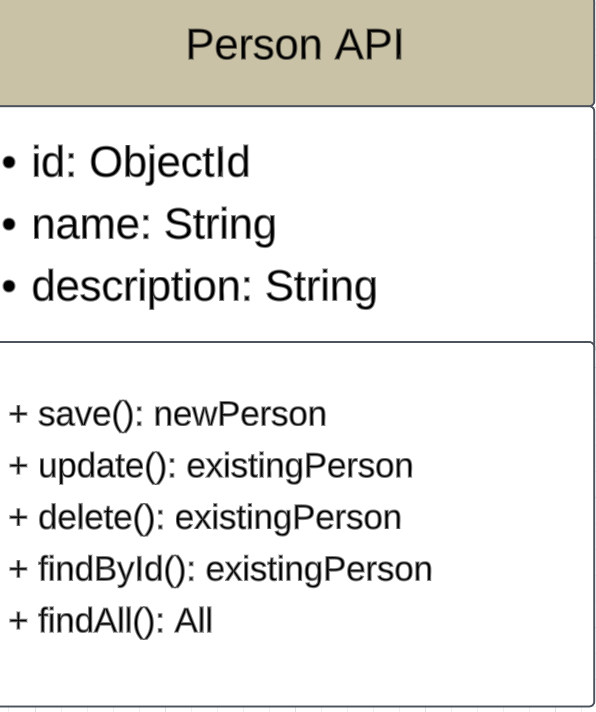 Person API
• id: ObjectId
• name: String
• description: String
+ save(): newPerson
+ update(): existingPerson
+ delete(): existingPerson
+ findById(): existingPerson
+ findAll(): All